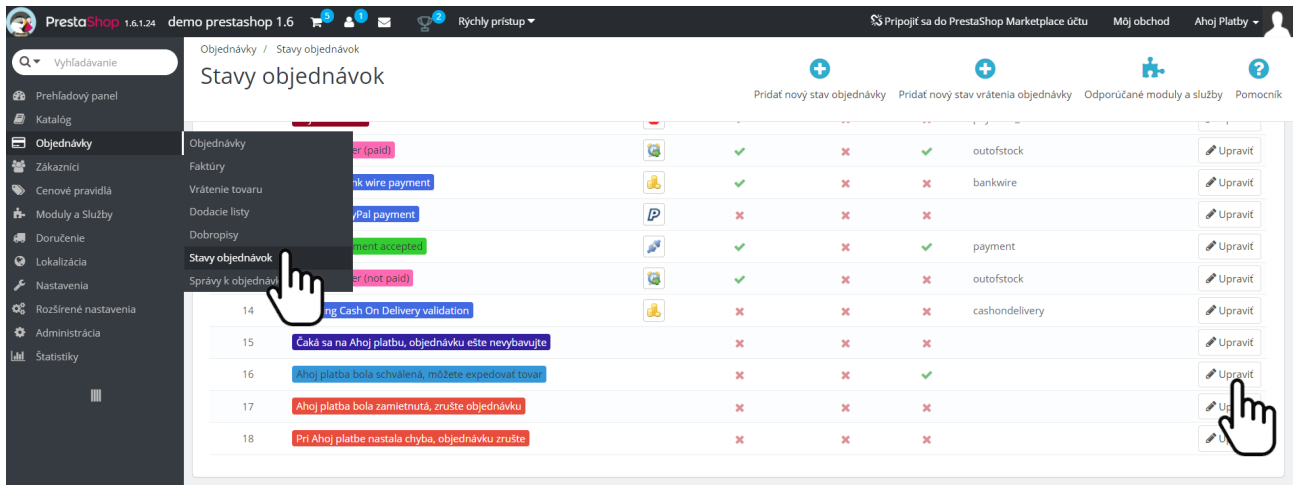 PrestaShop 1.6.1.24 demo prestashop 1.6 5 1 2 Rýchly prístup Pripojiť sa do PrestaShop Marketplace účtu Môj obchod Ahoj Platby
Vyhľadávanie
Prehľadový panel
Katalóg
Objednávky
Zákazníci
Cenové pravidlá
Moduly a Služby
Doručenie
Lokalizácia
Nastavenia
Rozšírené nastavenia
Administrácia
Štatistiky
Objednávky
Faktúry
Vrátenie tovaru
Dodacie listy
Dobropisy
Stavy objednávok
Správy k objednáv
Objednávky / Stavy objednávok
Stavy objednávok
Pridať nový stav objednávky Pridať nový stav vrátenia objednávky Odporúčané moduly a služby Pomocník
er (paid) outofstock Upraviť
nk wire payment bankwire Upraviť
yPal payment Upraviť
ment accepted payment Upraviť
er (not paid) outofstock Upraviť
14 ng Cash On Delivery validation cashondelivery Upraviť
15 Čaká sa na Ahoj platbu, objednávku ešte nevybavujte Upraviť
16 Ahoj platba bola schválená, môžete expedovať tovar Upraviť
17 Ahoj platba bola zamietnutá, zrušte objednávku
18 Pri Ahoj platbe nastala chyba, objednávku zrušte